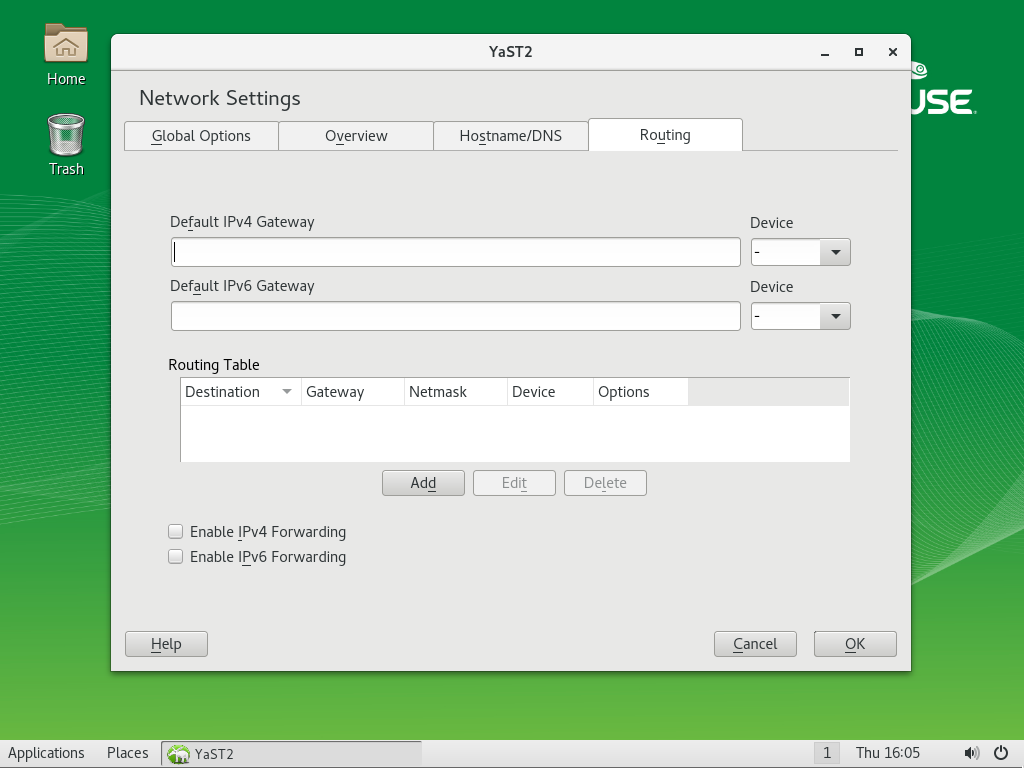 Home
Trash
YaST2
USE
Network Settings
Global Options Overview Hostname/DNS Routing
Default IPv4 Gateway Device
-
Default IPv6 Gateway Device
-
Routing Table
Destination Gateway Netmask Device Options
Add Edit Delete
Enable IPv4 Forwarding
Enable IPv6 Forwarding
Help Cancel OK
Applications Places YaST2 1 Thu 16:05